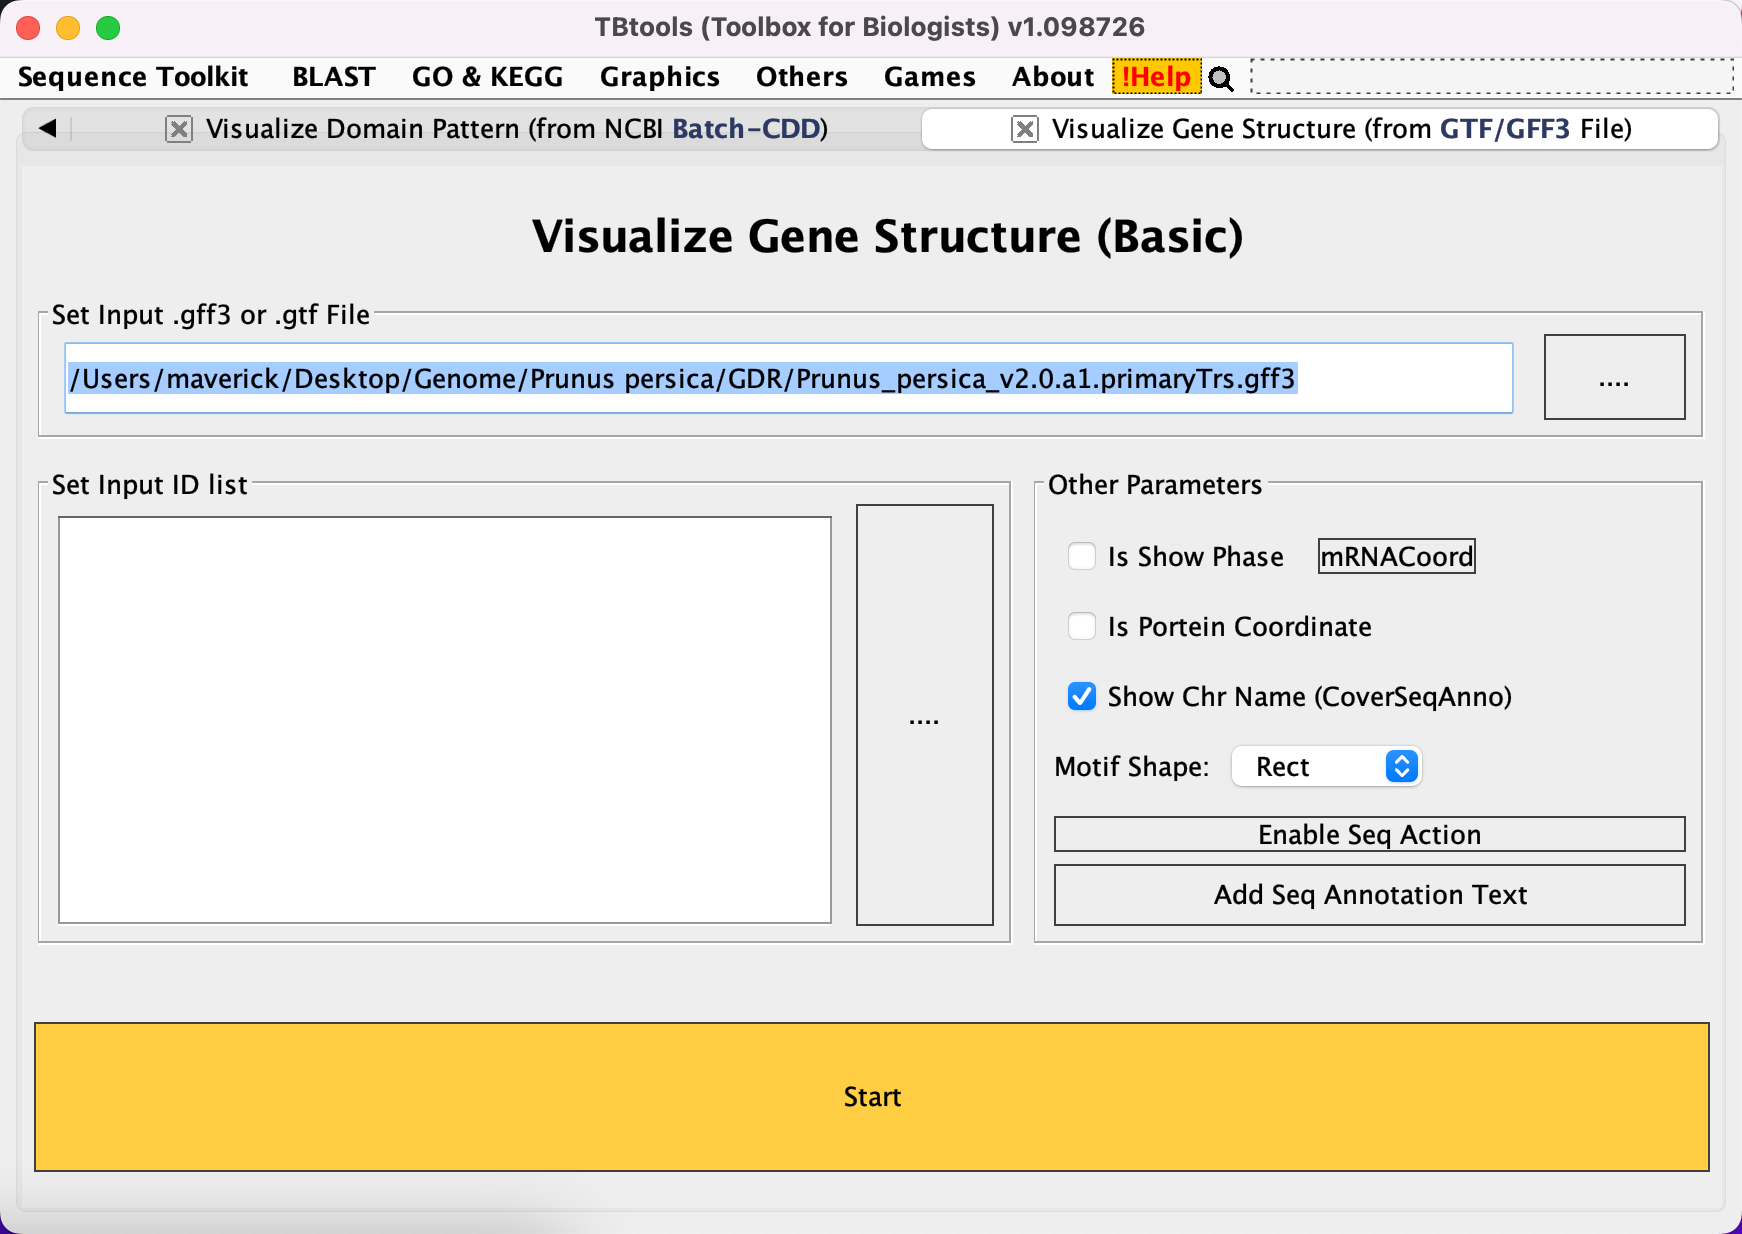 TBtools (Toolbox for Biologists) v1.098726
Sequence Toolkit BLAST GO & KEGG Graphics Others Games About !Help
Visualize Domain Pattern (from NCBI Batch-CDD) Visualize Gene Structure (from GTF/GFF3 File)
Visualize Gene Structure (Basic)
Set Input .gff3 or .gtf File
/Users/maverick/Desktop/Genome/Prunus persica/GDR/Prunus_persica_v2.0.a1.primaryTrs.gff3 ....
Set Input ID list
....
Other Parameters
Is Show Phase mRNACoord
Is Portein Coordinate
Show Chr Name (CoverSeqAnno)
Motif Shape: Rect
Enable Seq Action
Add Seq Annotation Text
Start